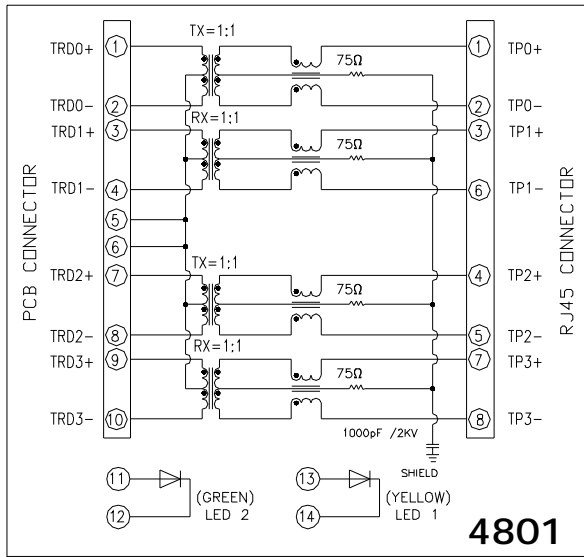 TX=1:1
TRD0+ 1 75Ω 1 TP0+
TRD0- 2 2 TP0-
RX=1:1
TRD1+ 3 75Ω 3 TP1+
TRD1- 4 6 TP1-
5
6
PCB CONNECTOR
RJ45 CONNECTOR
TX=1:1
TRD2+ 7 75Ω 4 TP2+
TRD2- 8 5 TP2-
RX=1:1
TRD3+ 9 75Ω 7 TP3+
TRD3- 10 8 TP3-
1000pF /2KV
SHIELD
11 13
(GREEN) (YELLOW)
12 LED 2 14 LED 1
4801